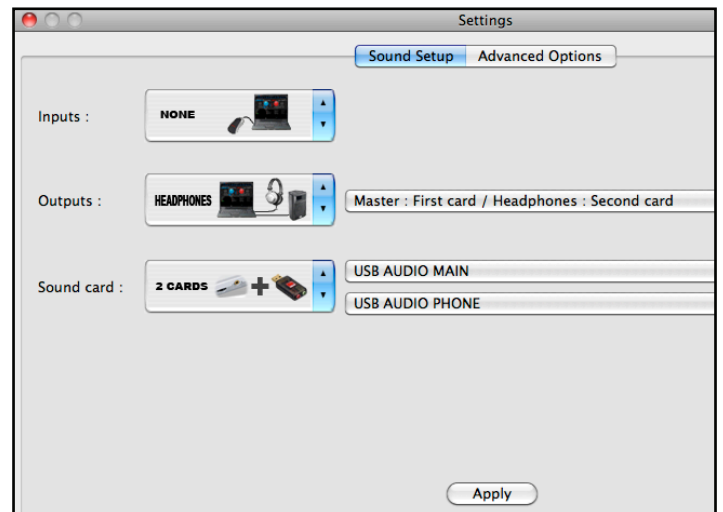 Settings
Sound Setup Advanced Options
Inputs : NONE
Outputs : HEADPHONES Master : First card / Headphones : Second card
Sound card : 2 CARDS + USB AUDIO MAIN
USB AUDIO PHONE
Apply